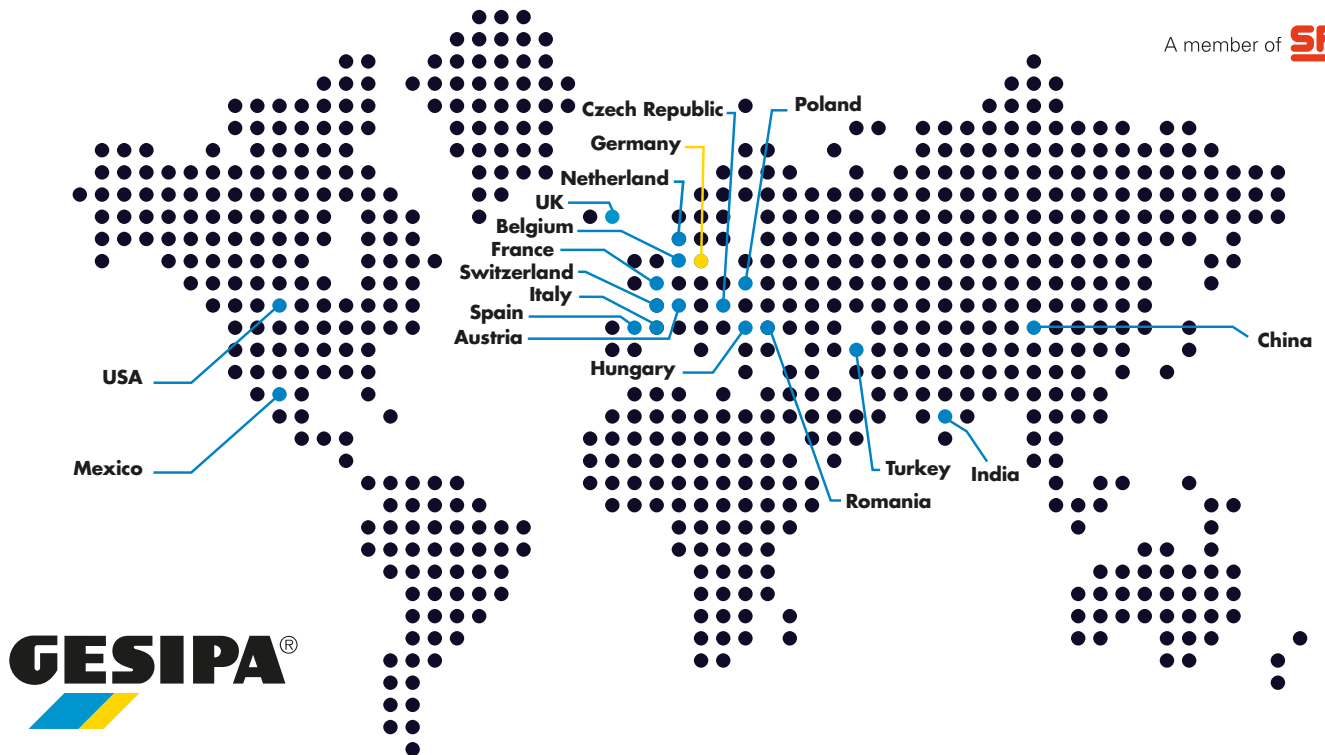 A member of
Czech Republic
Poland
Germany
Netherland
UK
Belgium
France
Switzerland
Italy
Spain
Austria
Hungary
China
USA
Mexico
Turkey
India
Romania
GESIPA®